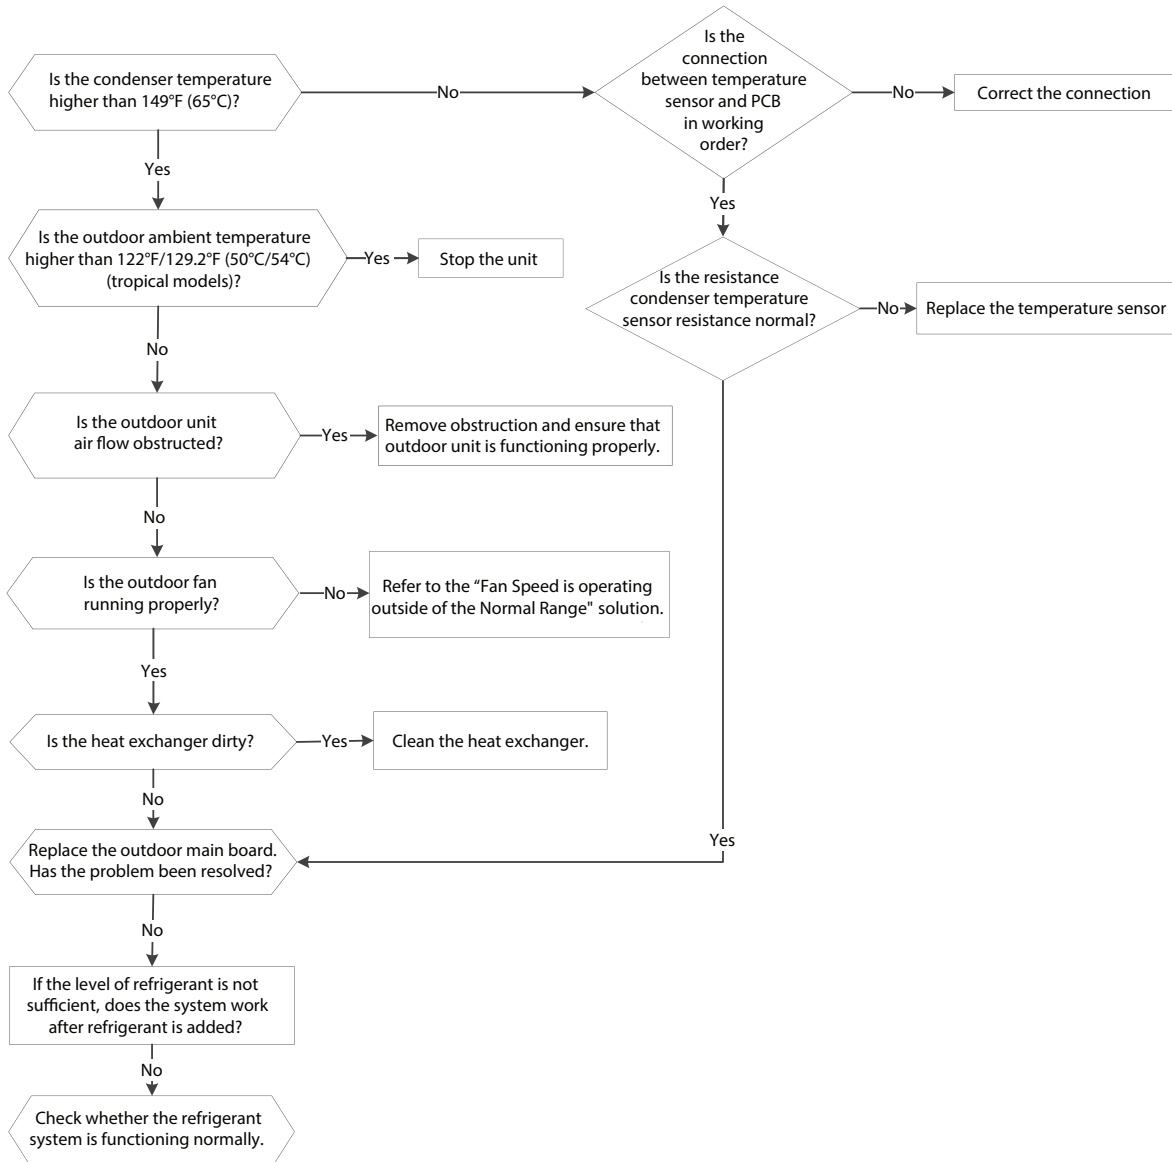 Is the condenser temperature
higher than 149°F (65°C)?
No
Is the
connection
between temperature
sensor and PCB
in working
order?
No
Correct the connection
Yes
Yes
Is the outdoor ambient temperature
higher than 122°F/129.2°F (50°C/54°C)
(tropical models)?
Yes
Stop the unit
Is the resistance
condenser temperature
sensor resistance normal?
No
Replace the temperature sensor
No
Is the outdoor unit
air flow obstructed?
Yes
Remove obstruction and ensure that
outdoor unit is functioning properly.
No
Is the outdoor fan
running properly?
No
Refer to the “Fan Speed is operating
outside of the Normal Range" solution.
Yes
Is the heat exchanger dirty?
Yes
Clean the heat exchanger.
No
Yes
Replace the outdoor main board.
Has the problem been resolved?
No
If the level of refrigerant is not
sufficient, does the system work
after refrigerant is added?
No
Check whether the refrigerant
system is functioning normally.